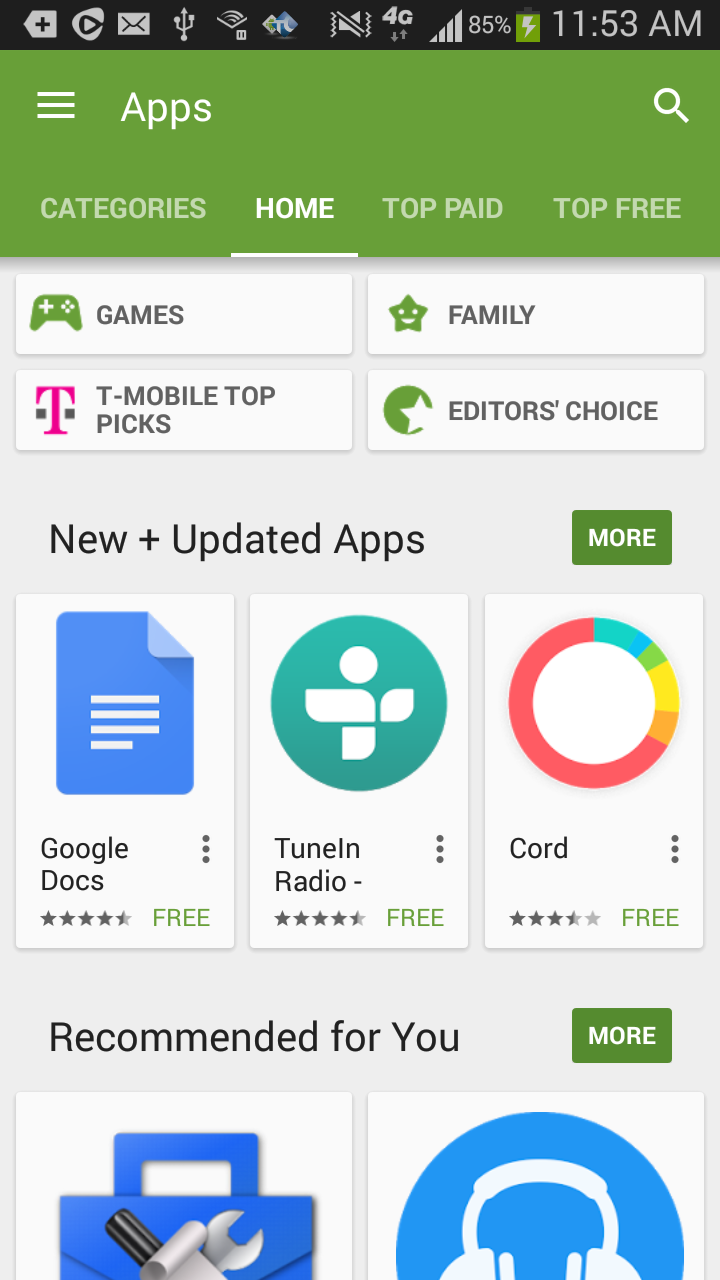 4G 85% 11:53 AM
Apps
CATEGORIES HOME TOP PAID TOP FREE
GAMES
FAMILY
T-MOBILE TOP
PICKS
EDITORS' CHOICE
New + Updated Apps
MORE
Google
Docs
FREE
TuneIn
Radio -
FREE
Cord
FREE
Recommended for You
MORE